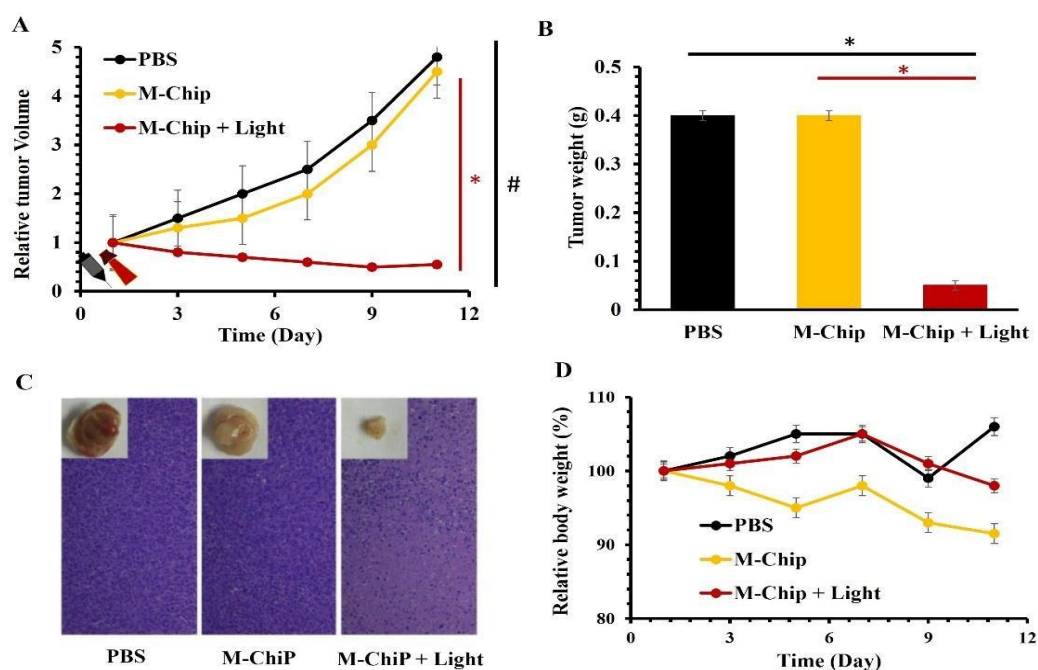 A
Relative tumor Volume
5
4
3
2
1
0
PBS
M-Chip
M-Chip + Light
*
#
0
3
6
9
12
Time (Day)
B
*
*
Tumor weight (g)
0.5
0.4
0.3
0.2
0.1
0
PBS
M-Chip
M-Chip + Light
C
PBS
M-ChiP
M-ChiP + Light
D
Relative body weight (%)
110
100
90
80
PBS
M-Chip
M-Chip + Light
0
3
6
9
12
Time (Day)